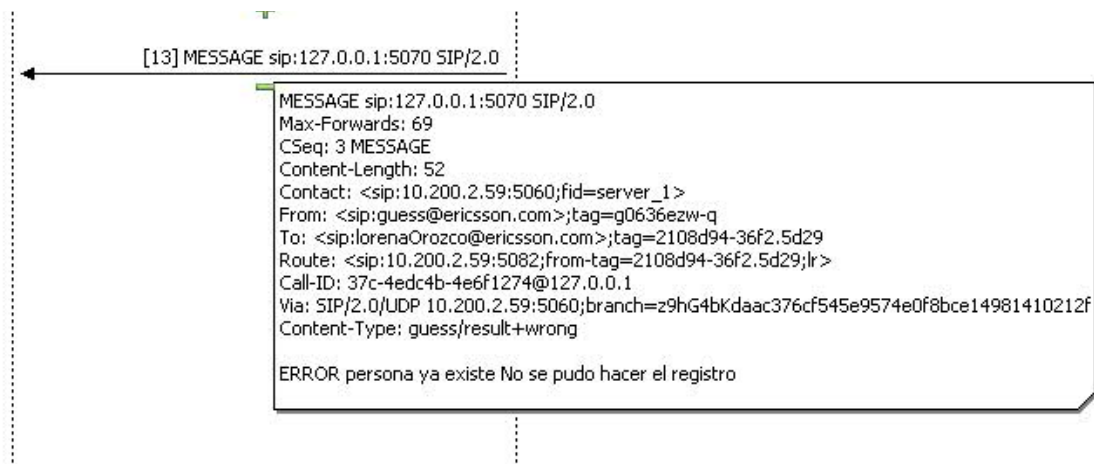 [13] MESSAGE sip:127.0.0.1:5070 SIP/2.0
MESSAGE sip:127.0.0.1:5070 SIP/2.0
Max-Forwards: 69
CSeq: 3 MESSAGE
Content-Length: 52
Contact: <sip:10.200.2.59:5060;fid=server_1>
From: <sip:guess@ericsson.com>;tag=g0636ezw-q
To: <sip:lorenaOrozco@ericsson.com>;tag=2108d94-36f2.5d29
Route: <sip:10.200.2.59:5082;from-tag=2108d94-36f2.5d29;lr>
Call-ID: 37c-4edc4b-4e6f1274@127.0.0.1
Via: SIP/2.0/UDP 10.200.2.59:5060;branch=z9hG4bKdaac376cf545e9574e0f8bce14981410212f
Content-Type: guess/result+wrong
ERROR persona ya existe No se pudo hacer el registro